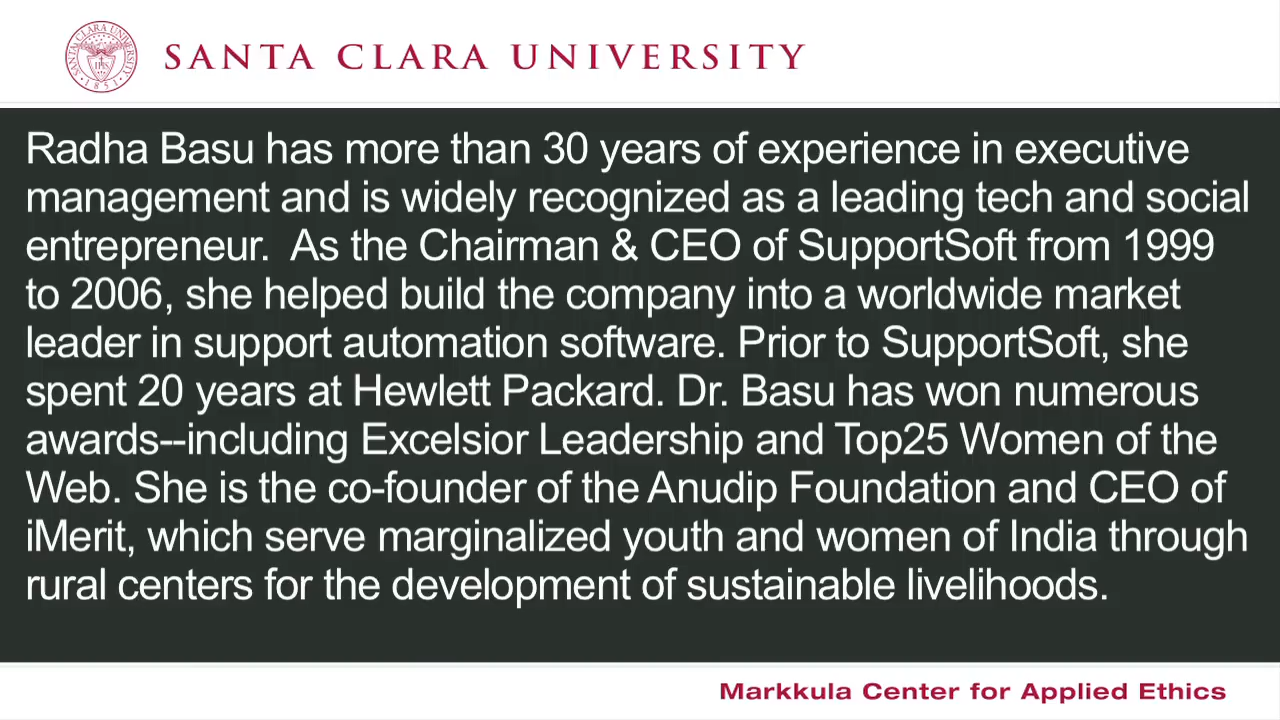 SANTA CLARA UNIVERSITY
SANTA CLARA UNIVERSITY
IHS
1851
Radha Basu has more than 30 years of experience in executive
management and is widely recognized as a leading tech and social
entrepreneur.  As the Chairman & CEO of SupportSoft from 1999
to 2006, she helped build the company into a worldwide market
leader in support automation software. Prior to SupportSoft, she
spent 20 years at Hewlett Packard. Dr. Basu has won numerous
awards--including Excelsior Leadership and Top25 Women of the
Web. She is the co-founder of the Anudip Foundation and CEO of
iMerit, which serve marginalized youth and women of India through
rural centers for the development of sustainable livelihoods.
Markkula Center for Applied Ethics